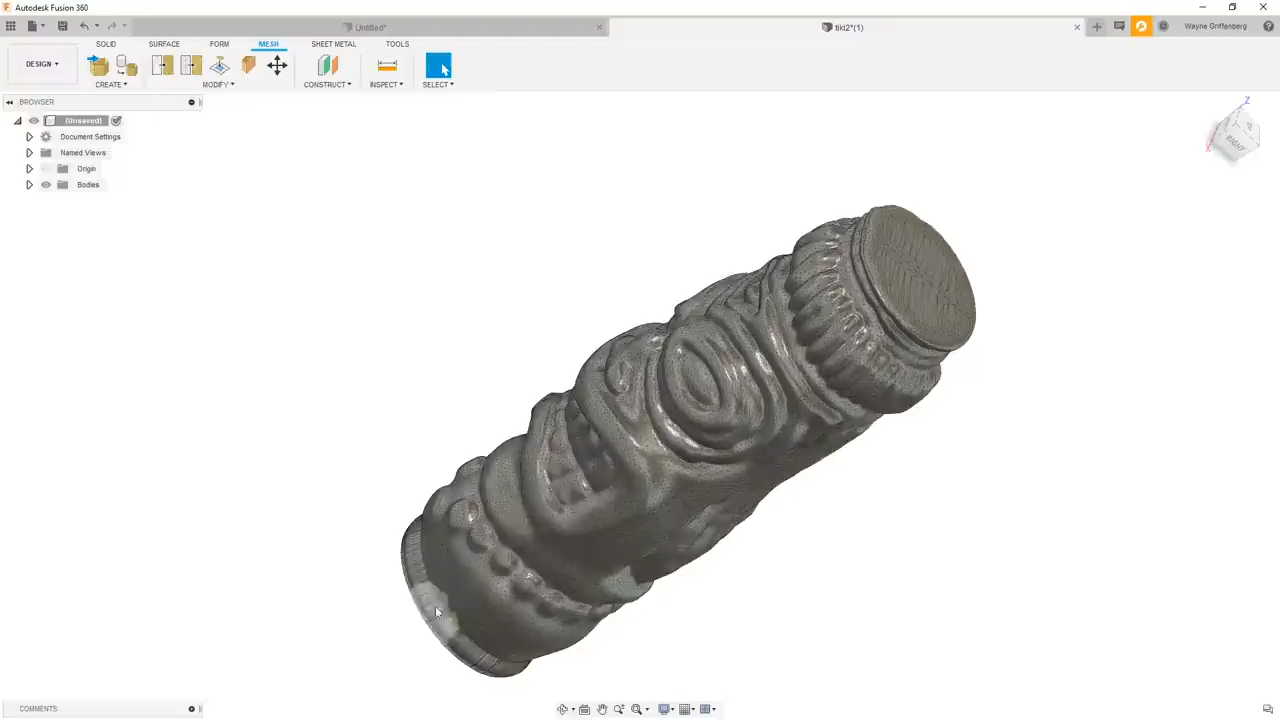 Autodesk Fusion 360
Untitled*
tiki2*(1)
Wayne Griffenberg
SOLID SURFACE FORM MESH SHEET METAL TOOLS
DESIGN
CREATE MODIFY CONSTRUCT INSPECT SELECT
BROWSER
(Unsaved)
Document Settings
Named Views
Origin
Bodies
Z
X
RIGHT
COMMENTS